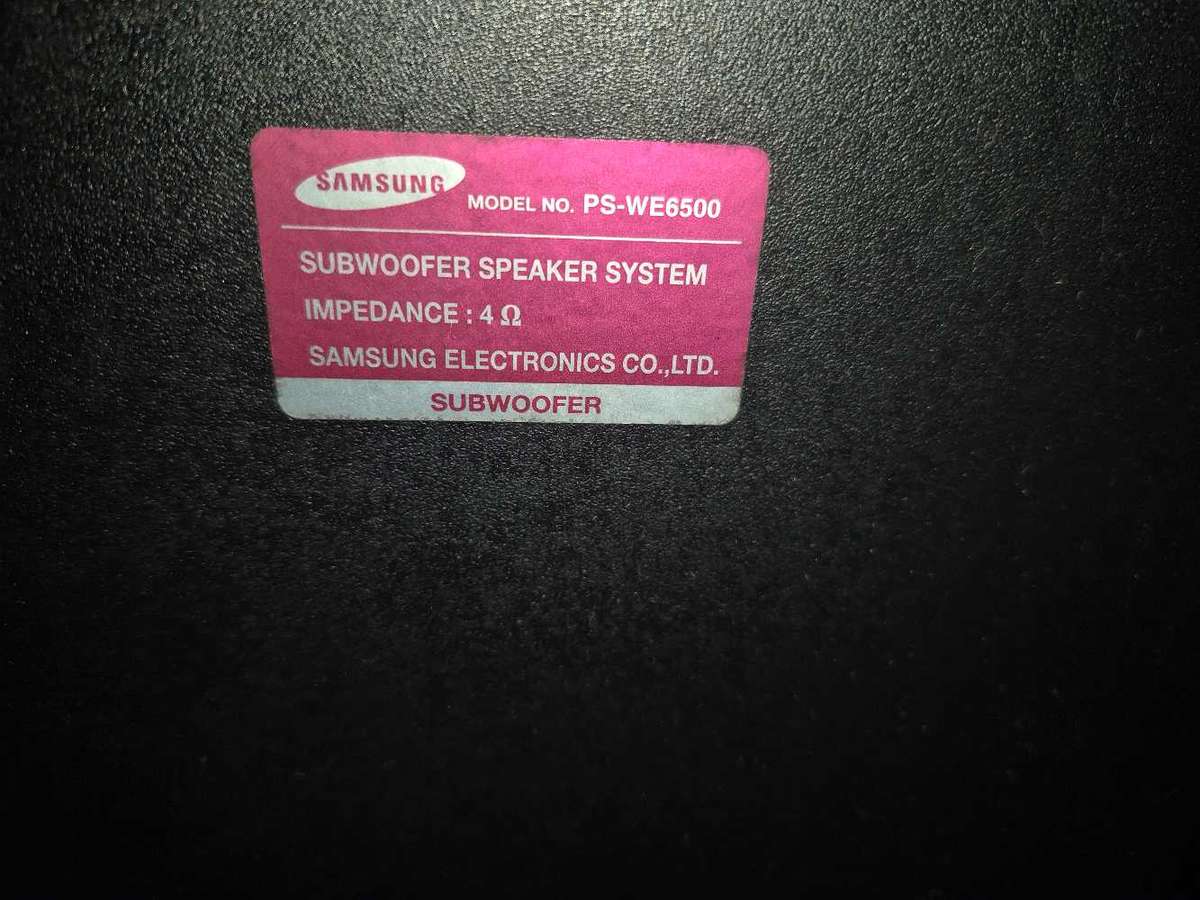 SAMSUNG MODEL NO. PS-WE6500
SUBWOOFER SPEAKER SYSTEM
IMPEDANCE : 4 Ω
SAMSUNG ELECTRONICS CO.,LTD.
SUBWOOFER